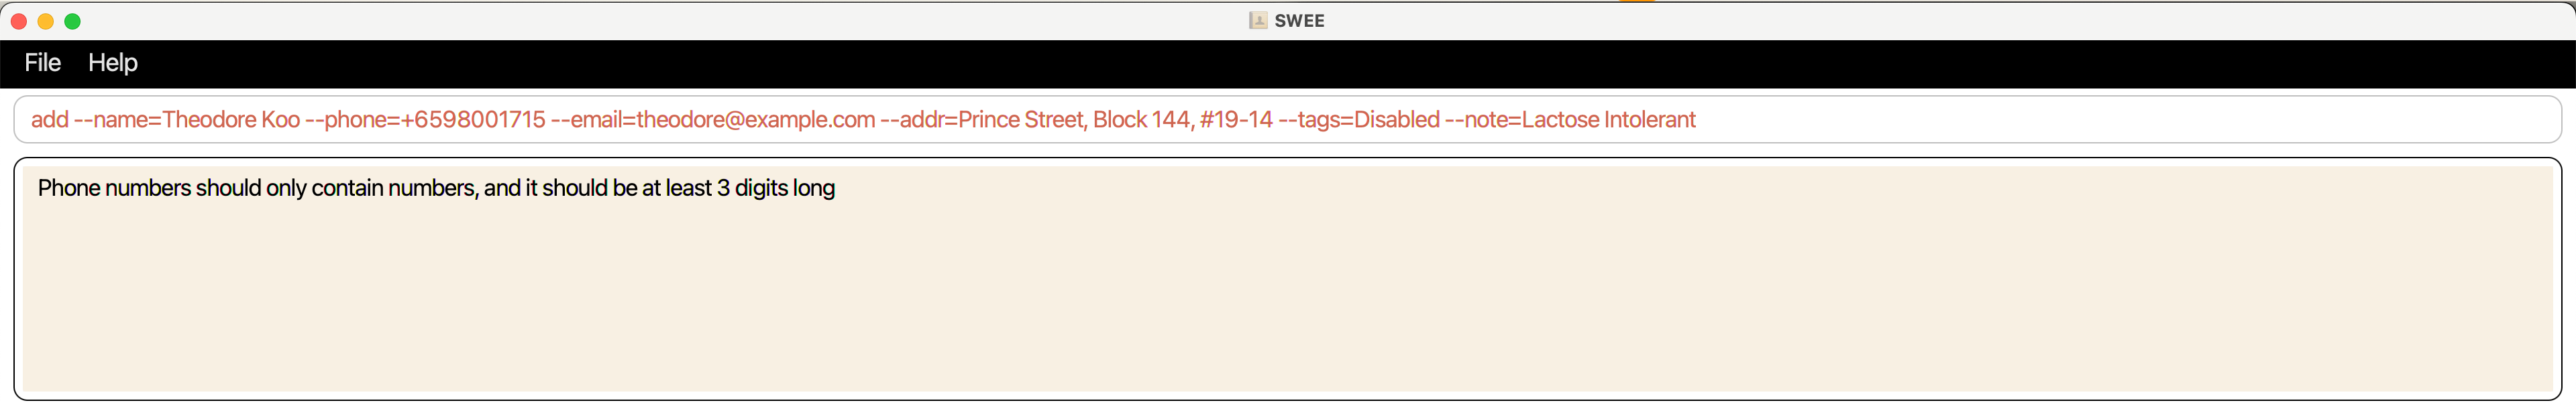 SWEE
File Help
add --name=Theodore Koo --phone=+6598001715 --email=theodore@example.com --addr=Prince Street, Block 144, #19-14 --tags=Disabled --note=Lactose Intolerant
Phone numbers should only contain numbers, and it should be at least 3 digits long